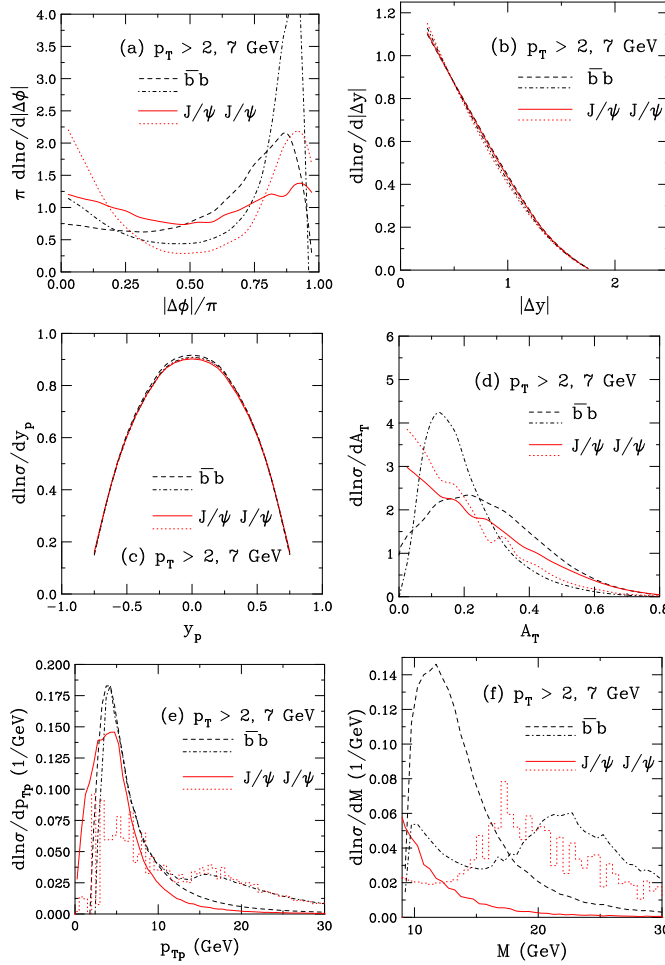 (a) p_T > 2, 7 GeV
b̅b
J/ψ J/ψ
π dlnσ/d|Δϕ|
4.0
3.5
3.0
2.5
2.0
1.5
1.0
0.5
0.0
0.00 0.25 0.50 0.75 1.00
|Δϕ|/π
(b) p_T > 2, 7 GeV
b̅b
J/ψ J/ψ
dlnσ/d|Δy|
1.2
1.0
0.8
0.6
0.4
0.2
0.0
0 1 2
|Δy|
dlnσ/dy_p
1.0
0.8
0.6
0.4
0.2
0.0
b̅b
J/ψ J/ψ
(c) p_T > 2, 7 GeV
−1.0 −0.5 0.0 0.5 1.0
y_p
(d) p_T > 2, 7 GeV
b̅b
J/ψ J/ψ
dlnσ/dA_T
6
5
4
3
2
1
0
0.0 0.2 0.4 0.6 0.8
A_T
(e) p_T > 2, 7 GeV
b̅b
J/ψ J/ψ
dlnσ/dp_Tp (1/GeV)
0.200
0.175
0.150
0.125
0.100
0.075
0.050
0.025
0.000
0 10 20 30
p_Tp (GeV)
(f) p_T > 2, 7 GeV
b̅b
J/ψ J/ψ
dlnσ/dM (1/GeV)
0.14
0.12
0.10
0.08
0.06
0.04
0.02
0.00
10 20 30
M (GeV)